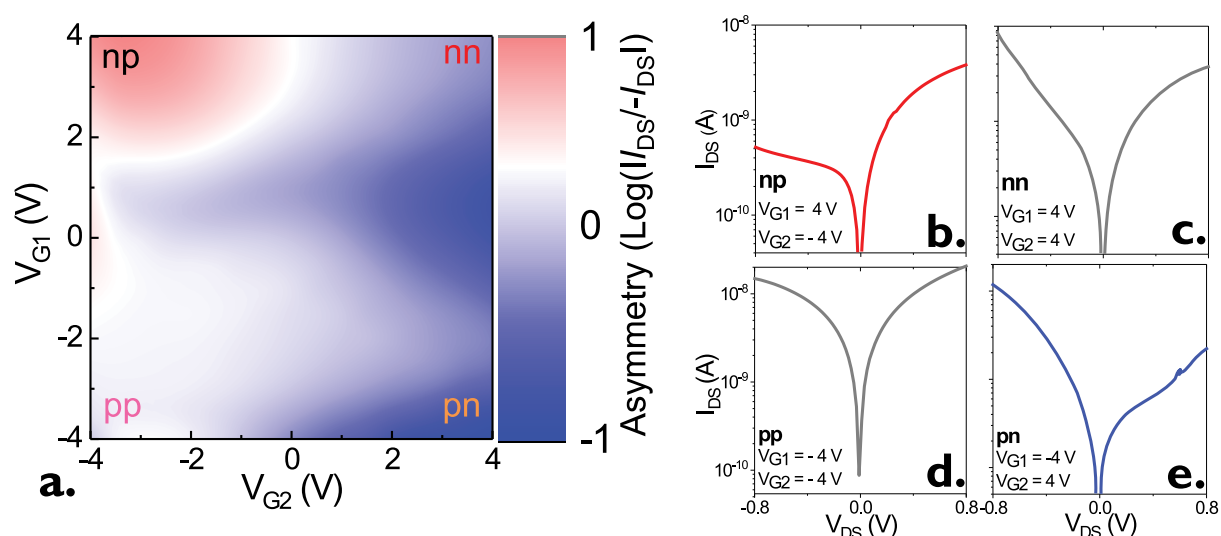 np
nn
pp
pn
4
2
0
-2
-4
V_G1 (V)
-4
-2
0
2
4
V_G2 (V)
a.
1
0
-1
Asymmetry (Log(|I_DS/-I_DS|)
10⁻⁸
10⁻⁹
10⁻¹⁰
I_DS (A)
np
V_G1 = 4 V
V_G2 = - 4 V
b.
nn
V_G1 = 4 V
V_G2 = 4 V
c.
10⁻⁸
10⁻⁹
10⁻¹⁰
I_DS (A)
pp
V_G1 = - 4 V
V_G2 = - 4 V
d.
-0.8
0.0
0.8
V_DS (V)
pn
V_G1 = -4 V
V_G2 = 4 V
e.
-0.8
0.0
0.8
V_DS (V)